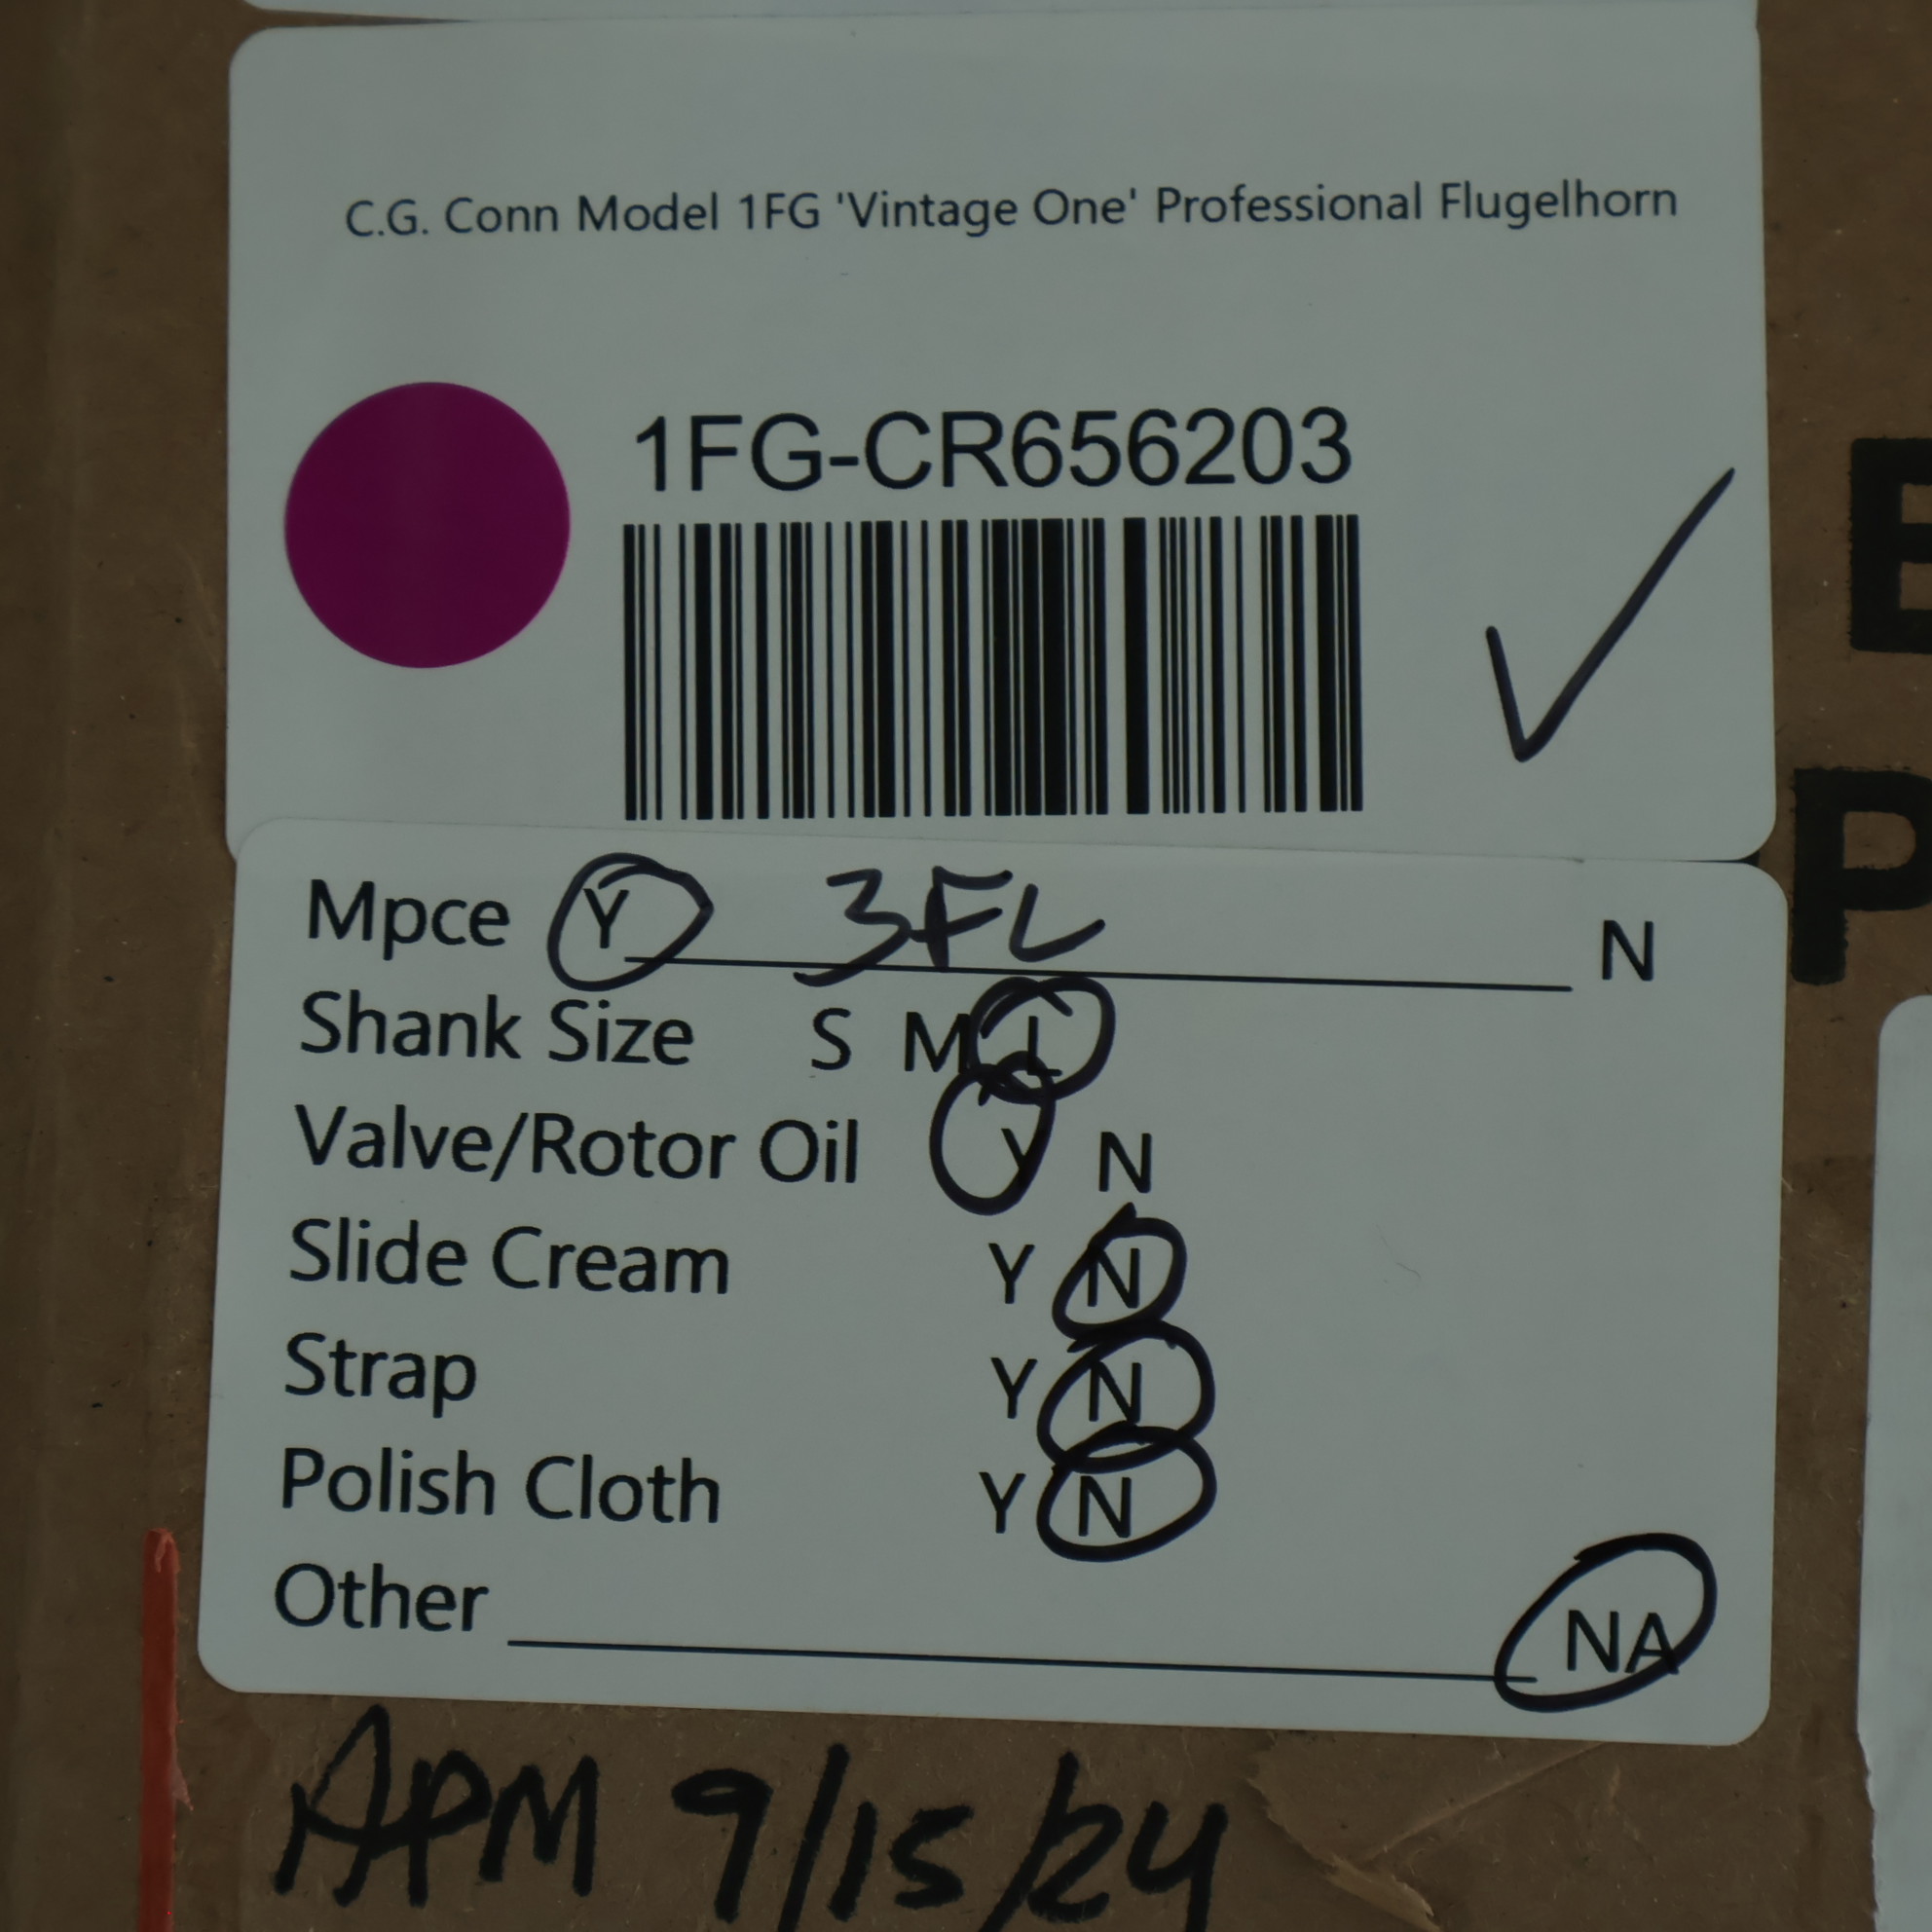 C.G. Conn Model 1FG 'Vintage One' Professional Flugelhorn
1FG-CR656203
Mpce Y 3FL N
Shank Size S M L
Valve/Rotor Oil Y N
Slide Cream Y N
Strap Y N
Polish Cloth Y N
Other NA
APM 9/15/24
E
P